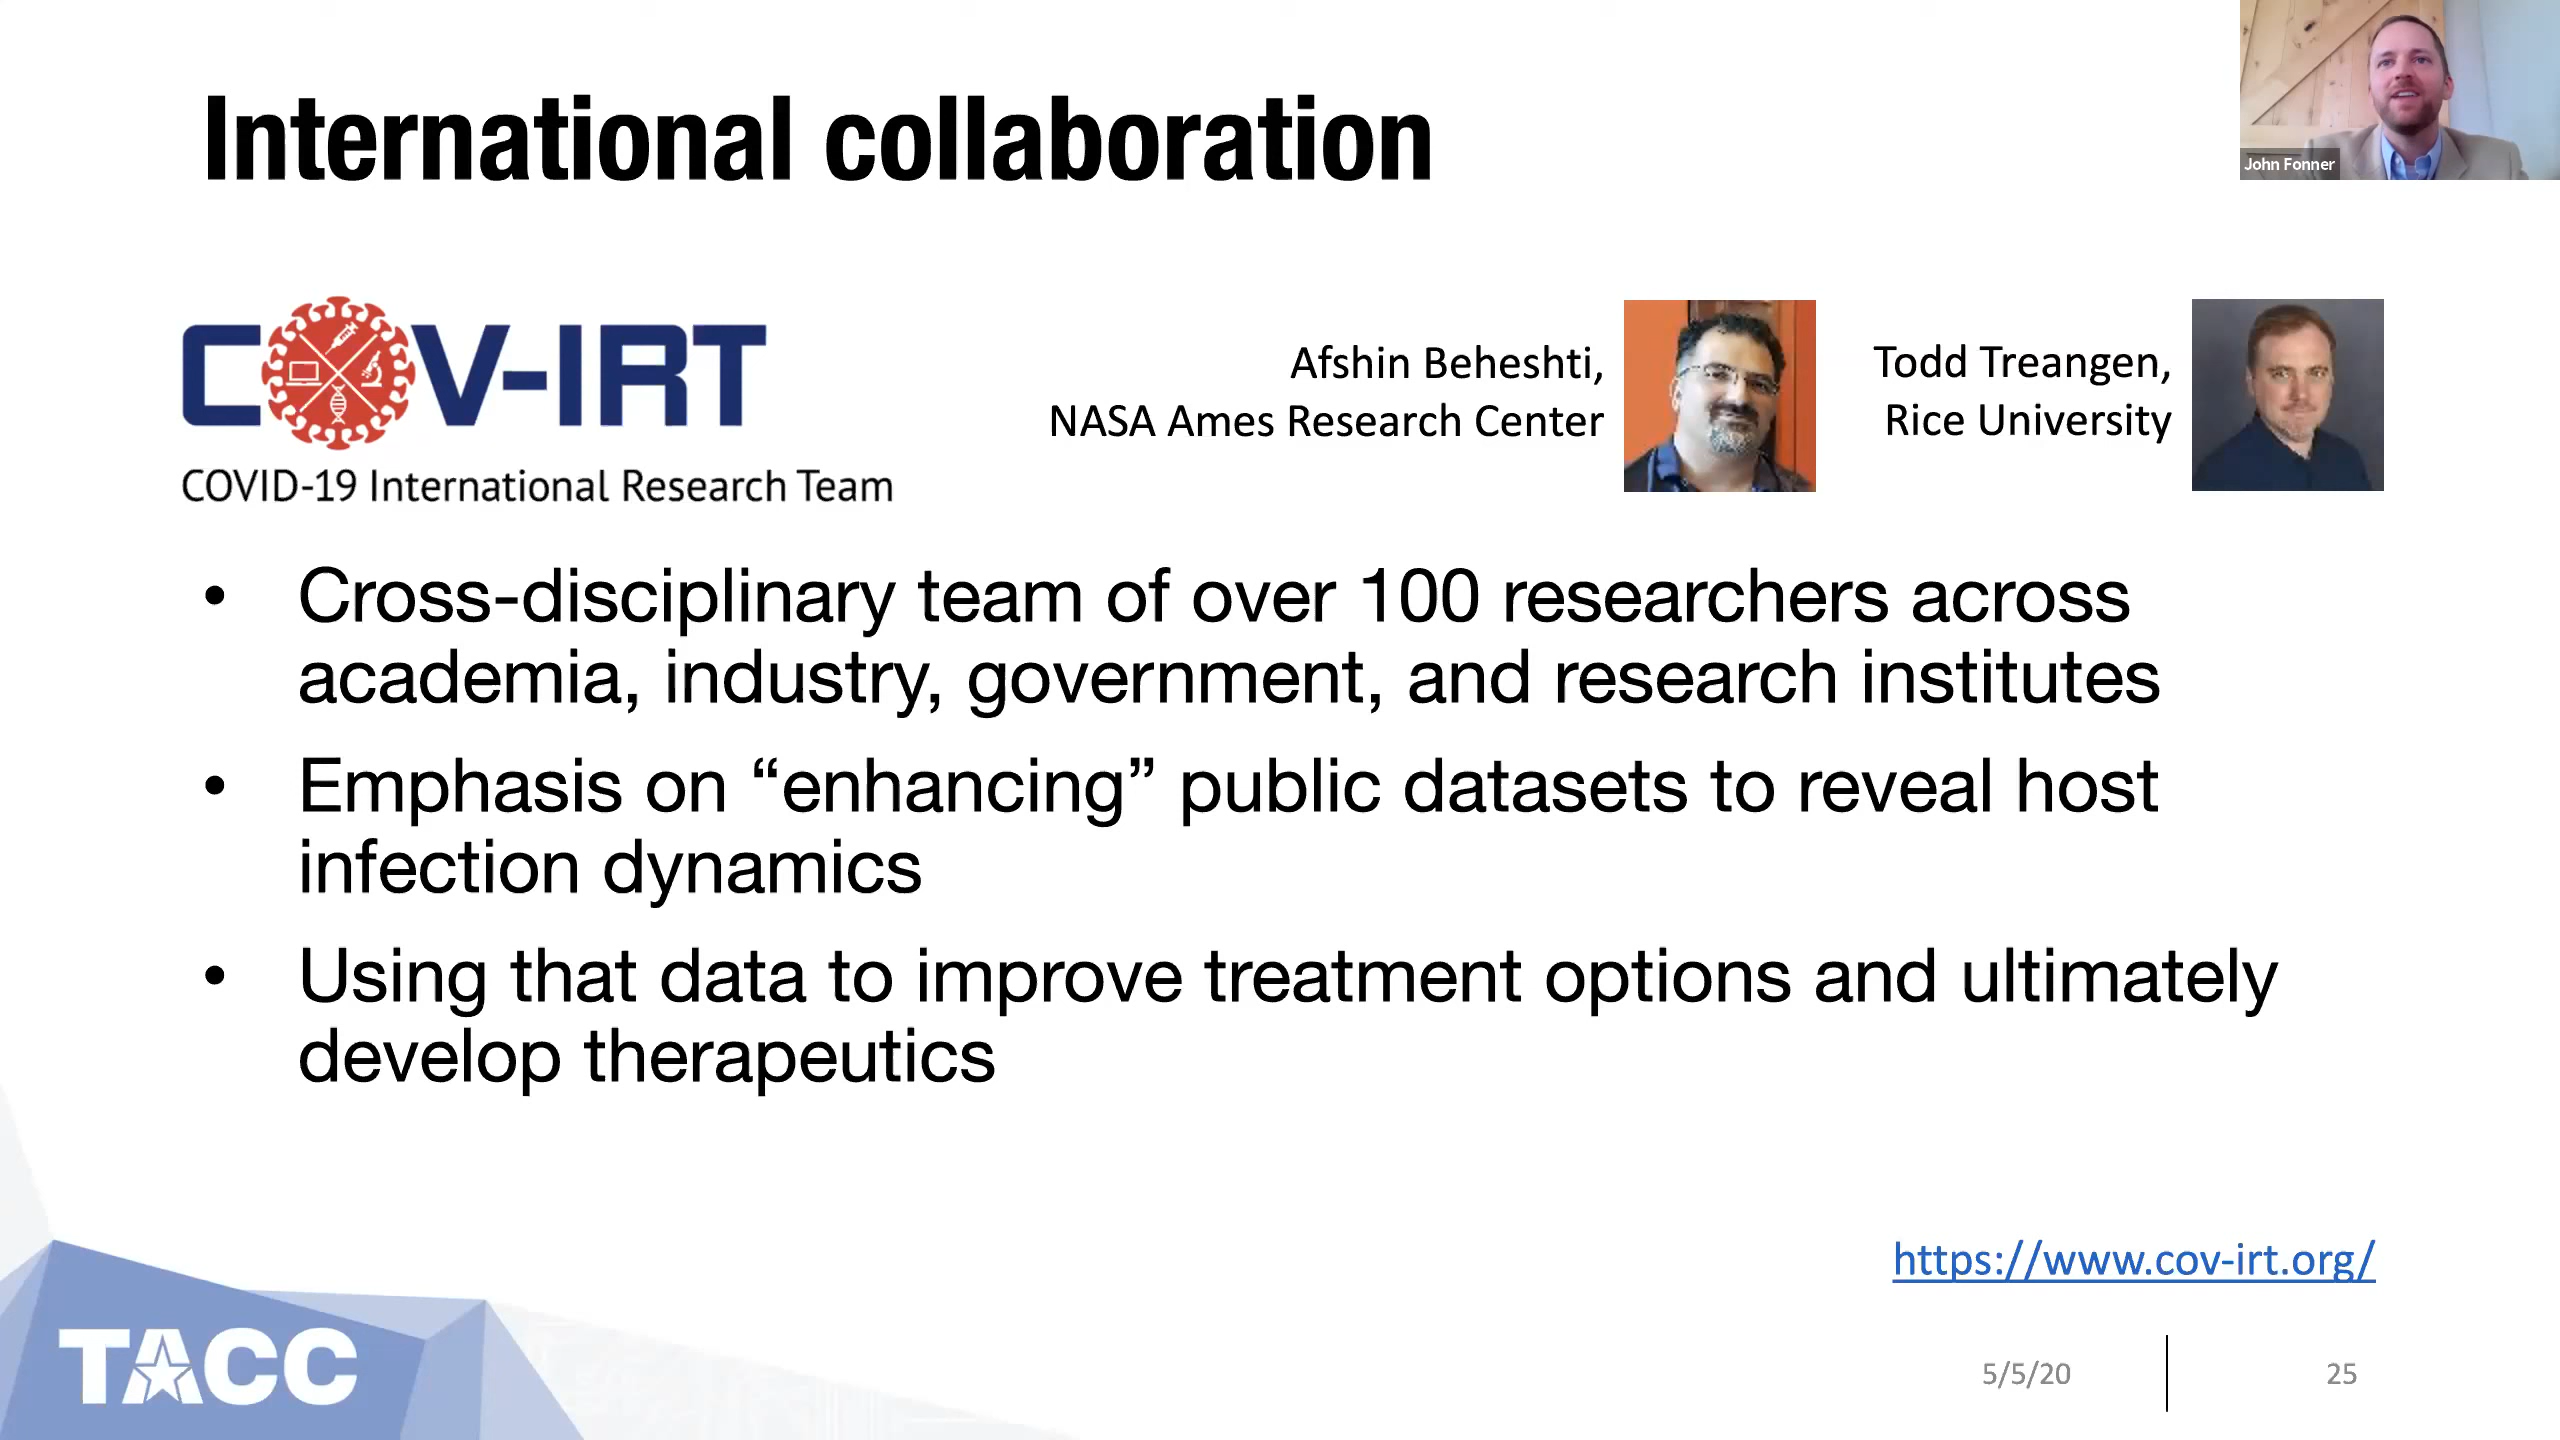 International collaboration
John Fonner
COV-IRT
COVID-19 International Research Team
Afshin Beheshti,
NASA Ames Research Center
Todd Treangen,
Rice University
• Cross-disciplinary team of over 100 researchers across
academia, industry, government, and research institutes
• Emphasis on “enhancing” public datasets to reveal host
infection dynamics
• Using that data to improve treatment options and ultimately
develop therapeutics
https://www.cov-irt.org/
TACC
5/5/20
25